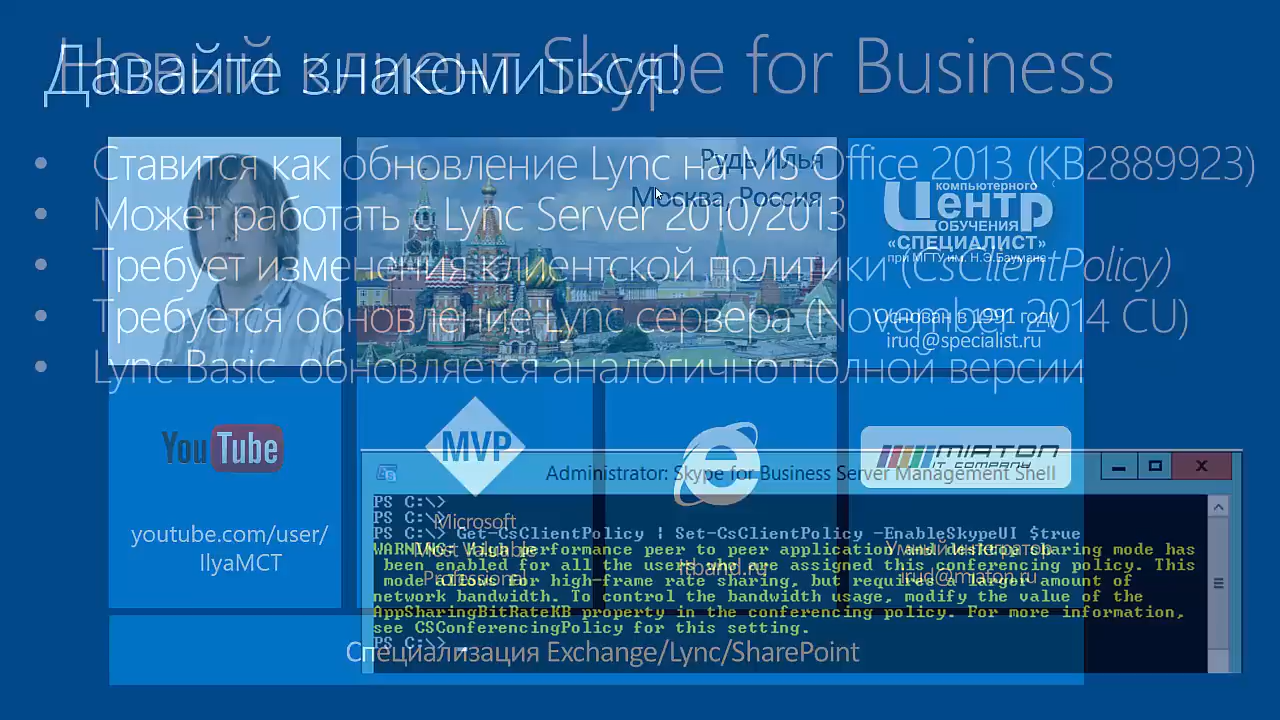 Давайте знакомиться!
Новый клиент Skype for Business
Ставится как обновление Lync на MS Office 2013 (KB2889923)
Может работать с Lync Server 2010/2013
Требует изменения клиентской политики (CsClientPolicy)
Требуется обновление Lync сервера (November 2014 CU)
Lync Basic обновляется аналогично полной версии
Рудь Илья
Москва, Россия
компьютерного
Центр
ОБУЧЕНИЯ
«СПЕЦИАЛИСТ»
при МГТУ им. Н.Э.Баумана
Основан в 1991 году
irud@specialist.ru
YouTube
youtube.com/user/
IlyaMCT
MVP
Microsoft
Most Valuable
Professional
itband.ru
MIATON
IT COMPANY
Умный интегратор
irud@miaton.ru
Специализация Exchange/Lync/SharePoint
Administrator: Skype for Business Server Management Shell
PS C:\>
PS C:\>
PS C:\> Get-CsClientPolicy | Set-CsClientPolicy -EnableSkypeUI $true
WARNING: High performance peer to peer application and desktop sharing mode has
been enabled for all the users who are assigned this conferencing policy. This
mode allows for high-frame rate sharing, but requires a larger amount of
network bandwidth. To control the bandwidth usage, modify the value of the
AppSharingBitRateKB property in the conferencing policy. For more information,
see CSConferencingPolicy for this setting.
PS C:\>